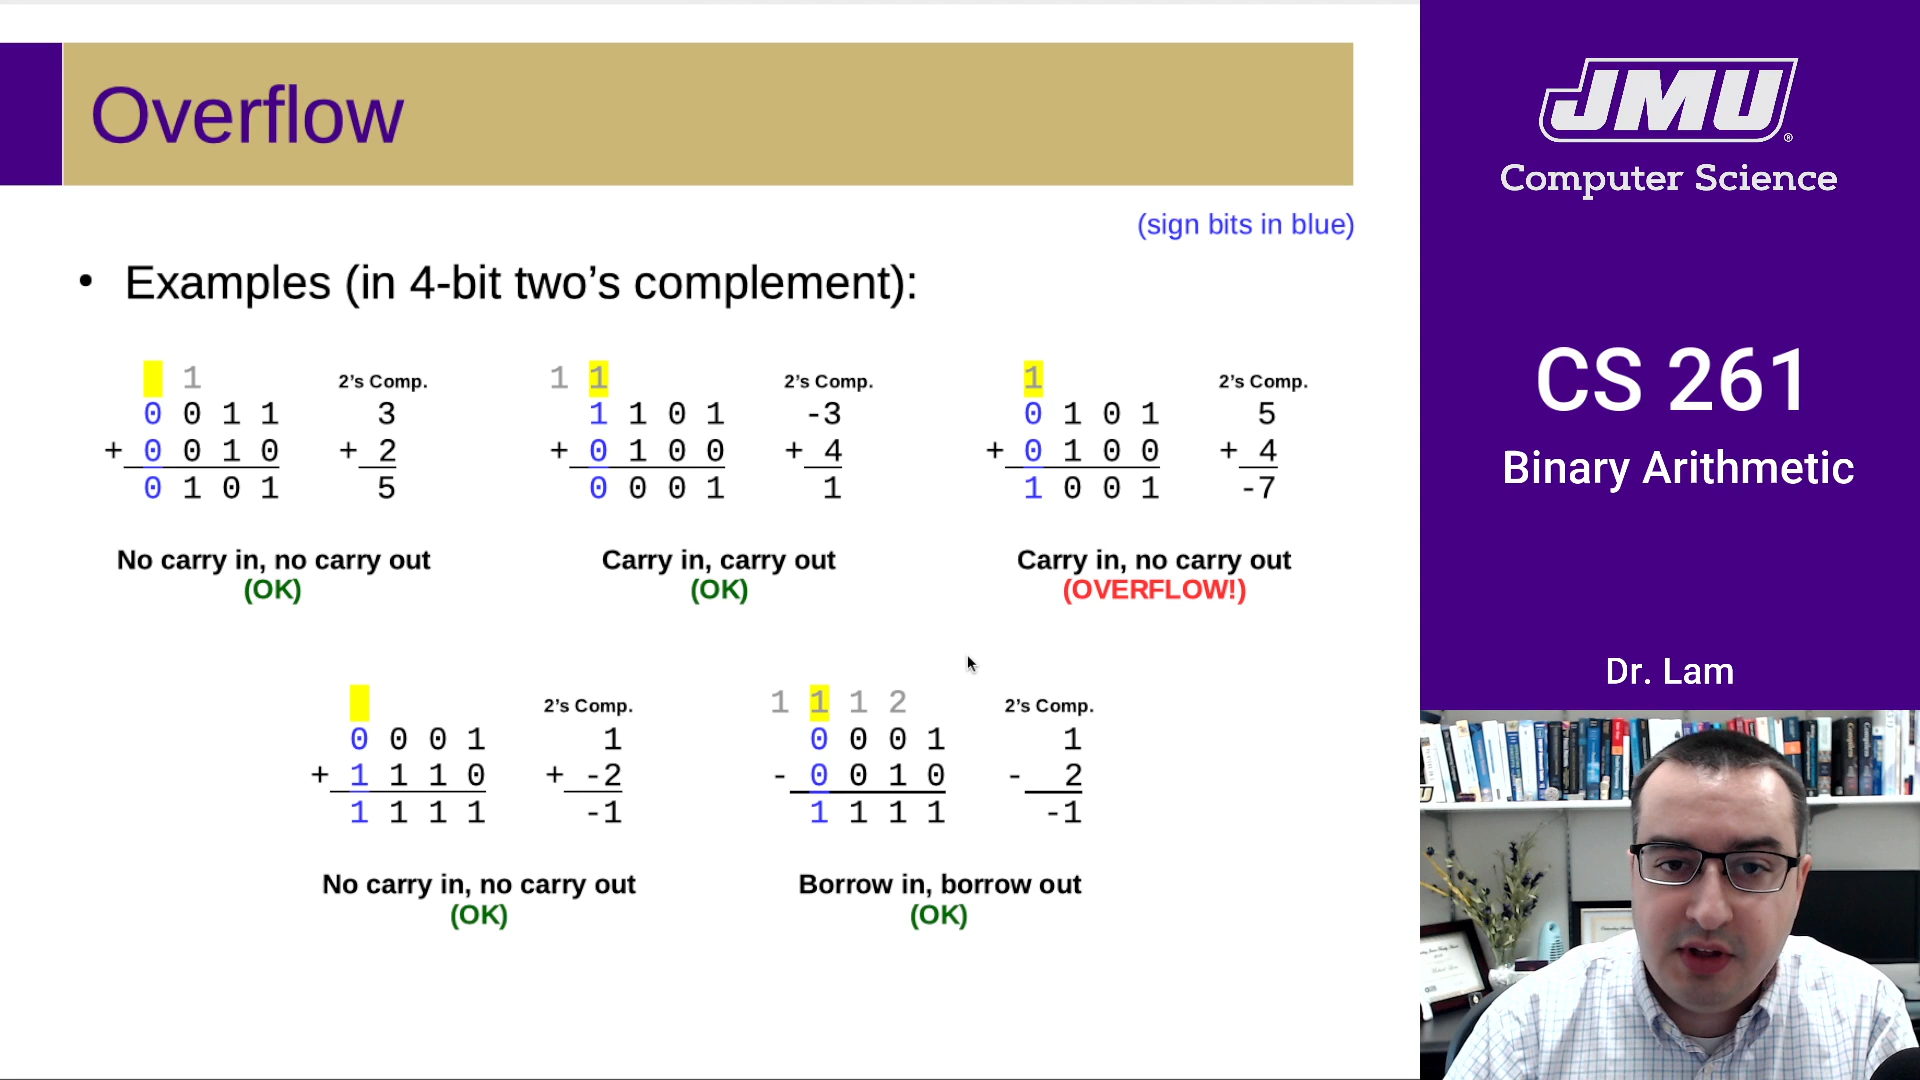 Overflow
(sign bits in blue)
• Examples (in 4-bit two’s complement):
1
0 0 1 1
+ 0 0 1 0
0 1 0 1
2’s Comp.
3
+ 2
5
No carry in, no carry out
(OK)
1 1
1 1 0 1
+ 0 1 0 0
0 0 0 1
2’s Comp.
-3
+ 4
1
Carry in, carry out
(OK)
1
0 1 0 1
+ 0 1 0 0
1 0 0 1
2’s Comp.
5
+ 4
-7
Carry in, no carry out
(OVERFLOW!)
0 0 0 1
+ 1 1 1 0
1 1 1 1
2’s Comp.
1
+ -2
-1
No carry in, no carry out
(OK)
1 1 1 2
0 0 0 1
- 0 0 1 0
1 1 1 1
2’s Comp.
1
- 2
-1
Borrow in, borrow out
(OK)
JMU
®
Computer Science
CS 261
Binary Arithmetic
Dr. Lam